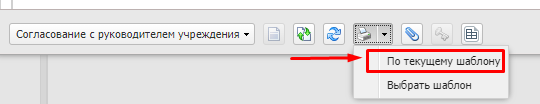 Согласование с руководителем учреждения
По текущему шаблону
Выбрать шаблон